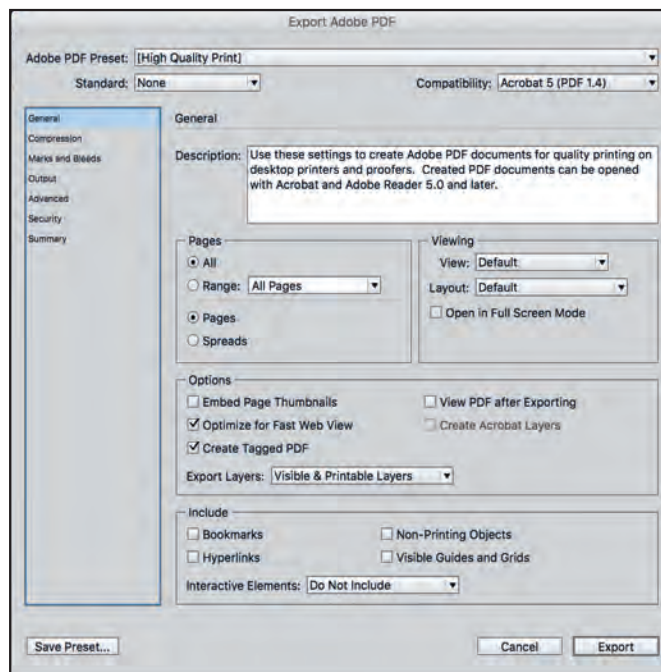 Export Adobe PDF
Adobe PDF Preset: [High Quality Print]
Standard: None Compatibility: Acrobat 5 (PDF 1.4)
General
Compression
Marks and Bleeds
Output
Advanced
Security
Summary
General
Description: Use these settings to create Adobe PDF documents for quality printing on
desktop printers and proofers. Created PDF documents can be opened
with Acrobat and Adobe Reader 5.0 and later.
Pages
All
Range: All Pages
Pages
Spreads
Viewing
View: Default
Layout: Default
Open in Full Screen Mode
Options
Embed Page Thumbnails View PDF after Exporting
Optimize for Fast Web View Create Acrobat Layers
Create Tagged PDF
Export Layers: Visible & Printable Layers
Include
Bookmarks Non-Printing Objects
Hyperlinks Visible Guides and Grids
Interactive Elements: Do Not Include
Save Preset... Cancel Export